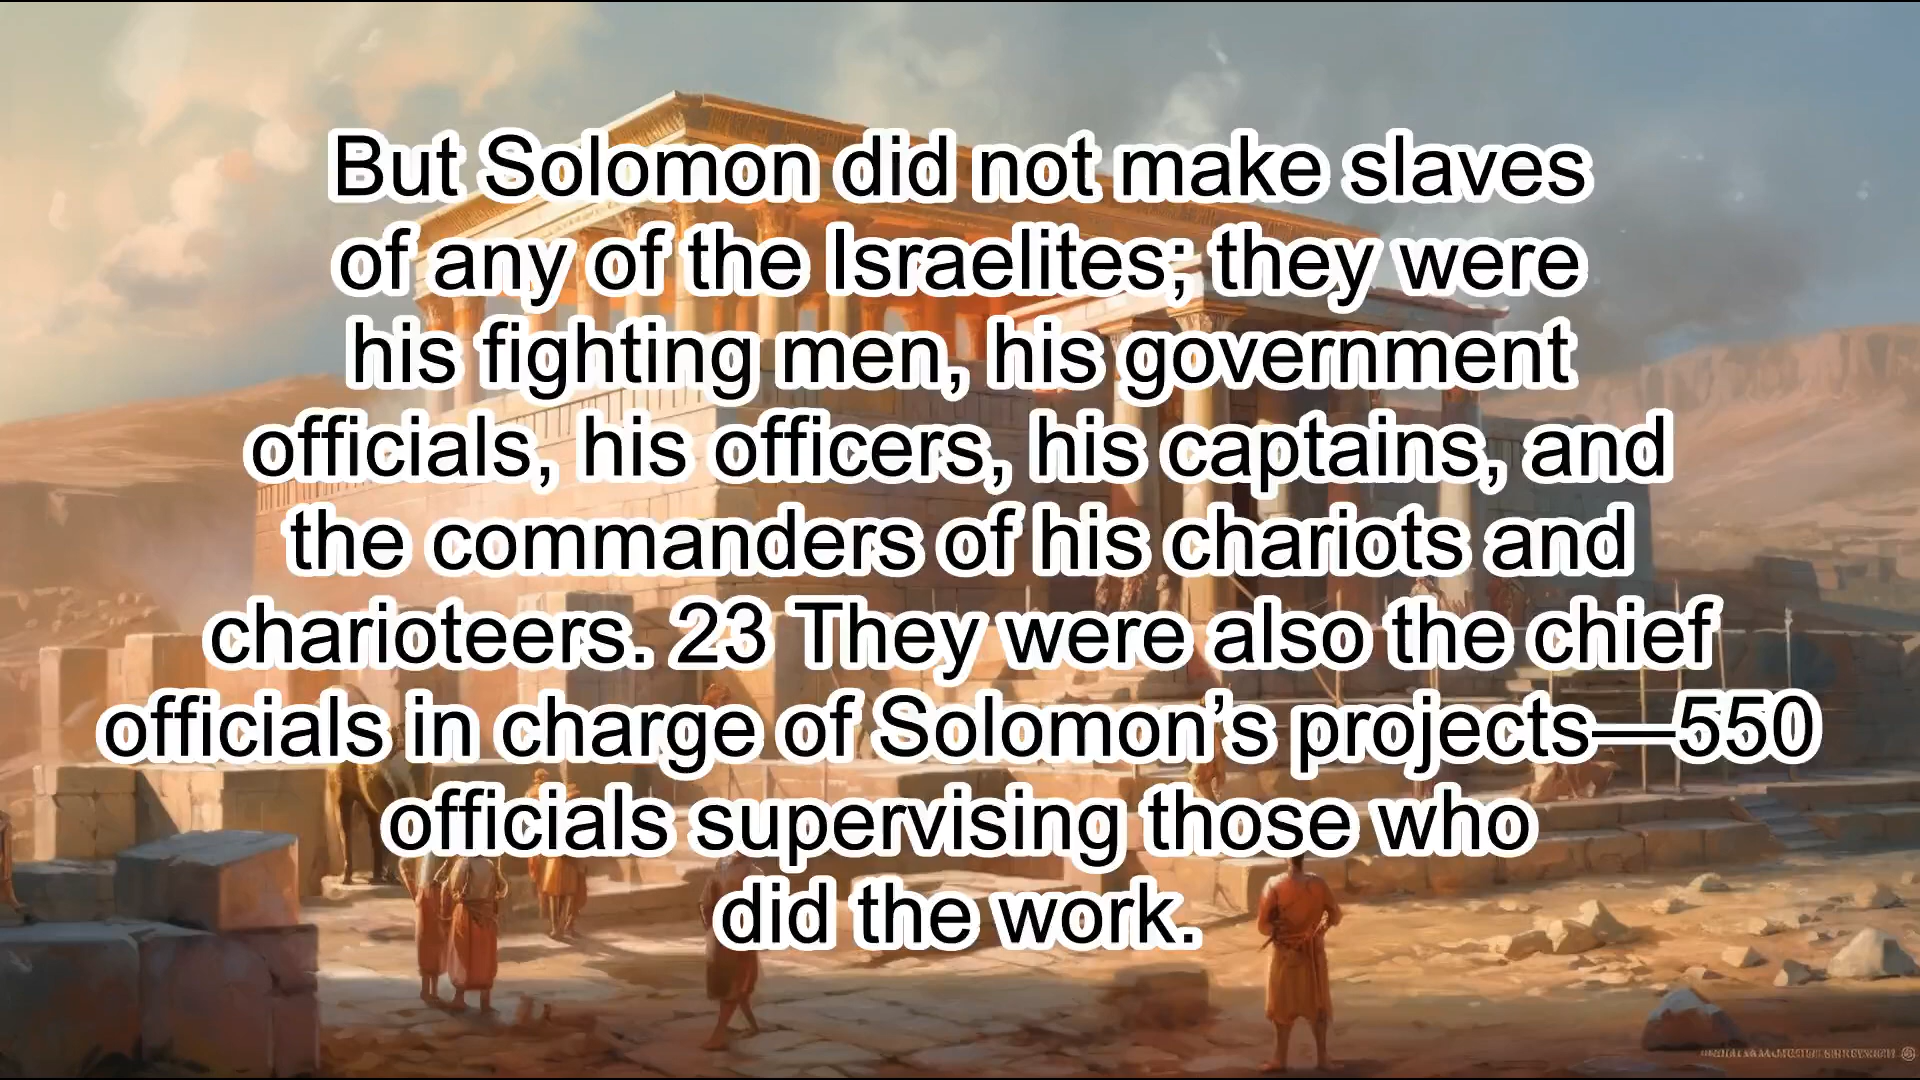 But Solomon did not make slaves
of any of the Israelites; they were
his fighting men, his government
officials, his officers, his captains, and
the commanders of his chariots and
charioteers. 23 They were also the chief
officials in charge of Solomon’s projects—550
officials supervising those who
did the work.